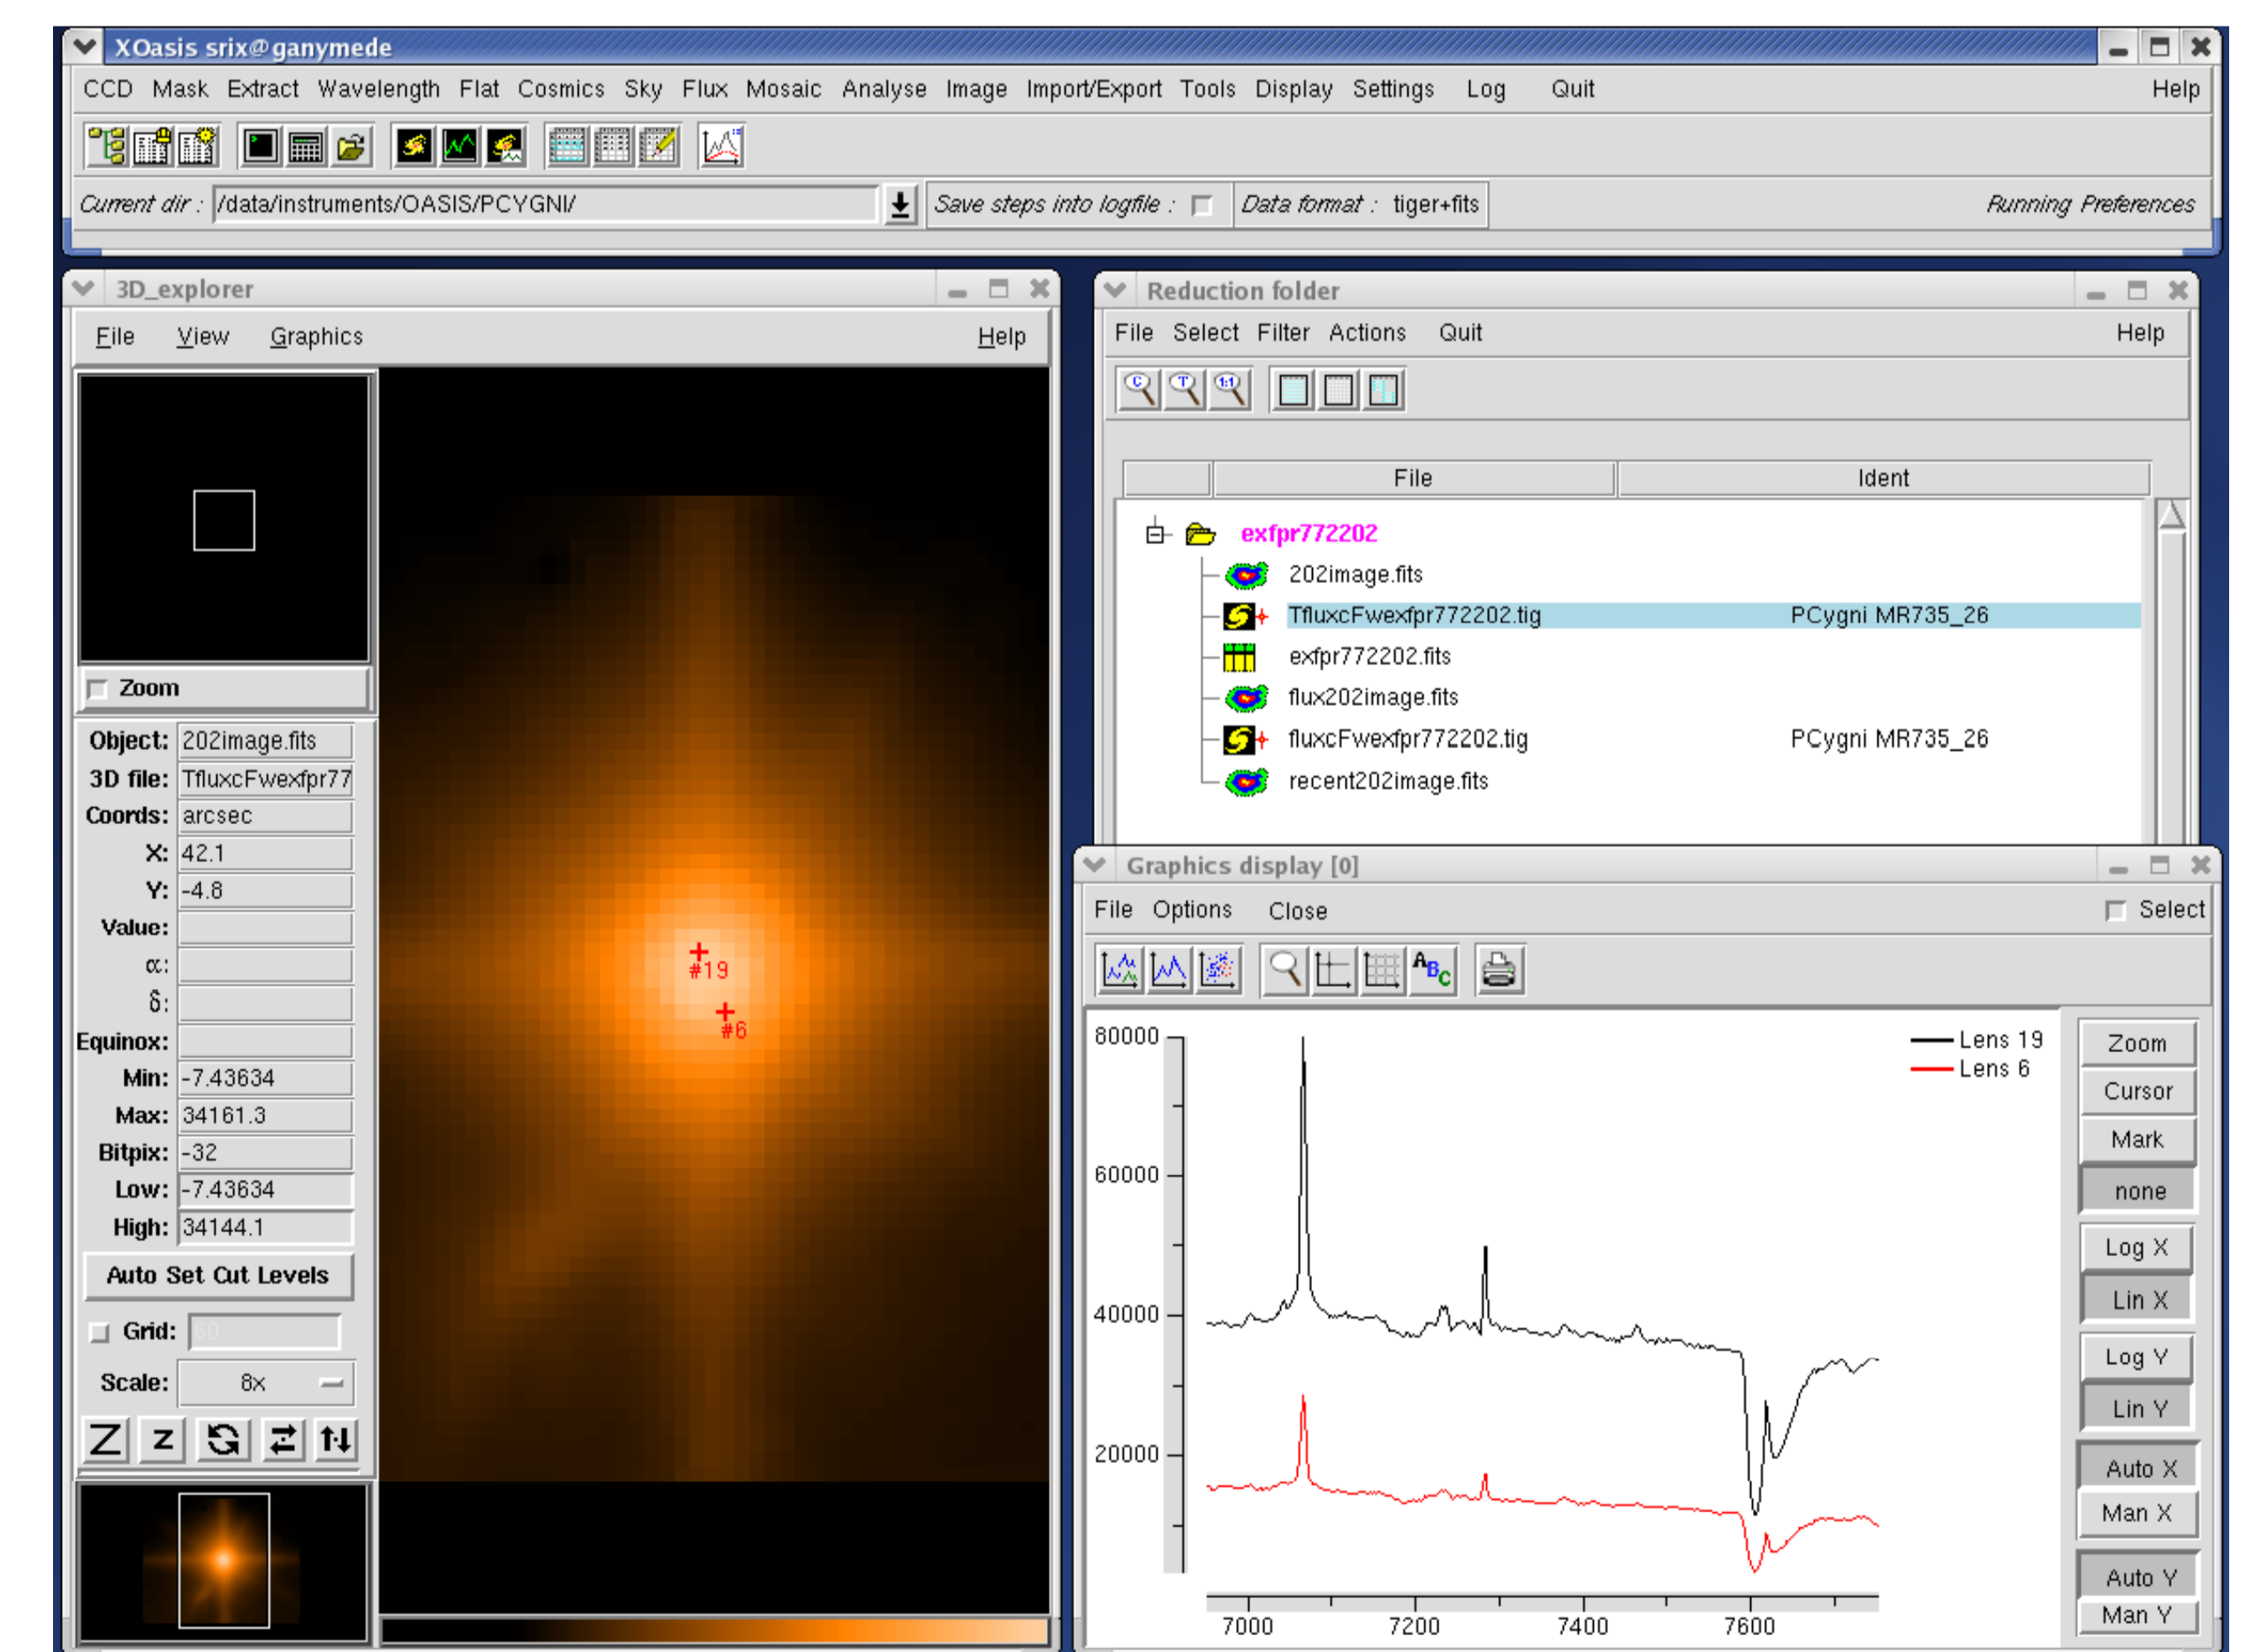 XOasis srix@ganymede
CCD Mask Extract Wavelength Flat Cosmics Sky Flux Mosaic Analyse Image Import/Export Tools Display Settings Log Quit Help
Current dir : /data/instruments/OASIS/PCYGNI/ Save steps into logfile : Data format : tiger+fits Running Preferences
3D_explorer
File View Graphics Help
Zoom
Object: 202image.fits
3D file: TfluxcFwexfpr77
Coords: arcsec
X: 42.1
Y: -4.8
Value:
α:
δ:
Equinox:
Min: -7.43634
Max: 34161.3
Bitpix: -32
Low: -7.43634
High: 34144.1
Auto Set Cut Levels
Grid: 60
Scale: 8x
Z z
#19
#6
Reduction folder
File Select Filter Actions Quit Help
C T 1:1
File Ident
exfpr772202
202image.fits
TfluxcFwexfpr772202.tig PCygni MR735_26
exfpr772202.fits
flux202image.fits
fluxcFwexfpr772202.tig PCygni MR735_26
recent202image.fits
Graphics display [0]
File Options Close Select
ABC
80000
60000
40000
20000
7000 7200 7400 7600
Lens 19
Lens 6
Zoom
Cursor
Mark
none
Log X
Lin X
Log Y
Lin Y
Auto X
Man X
Auto Y
Man Y